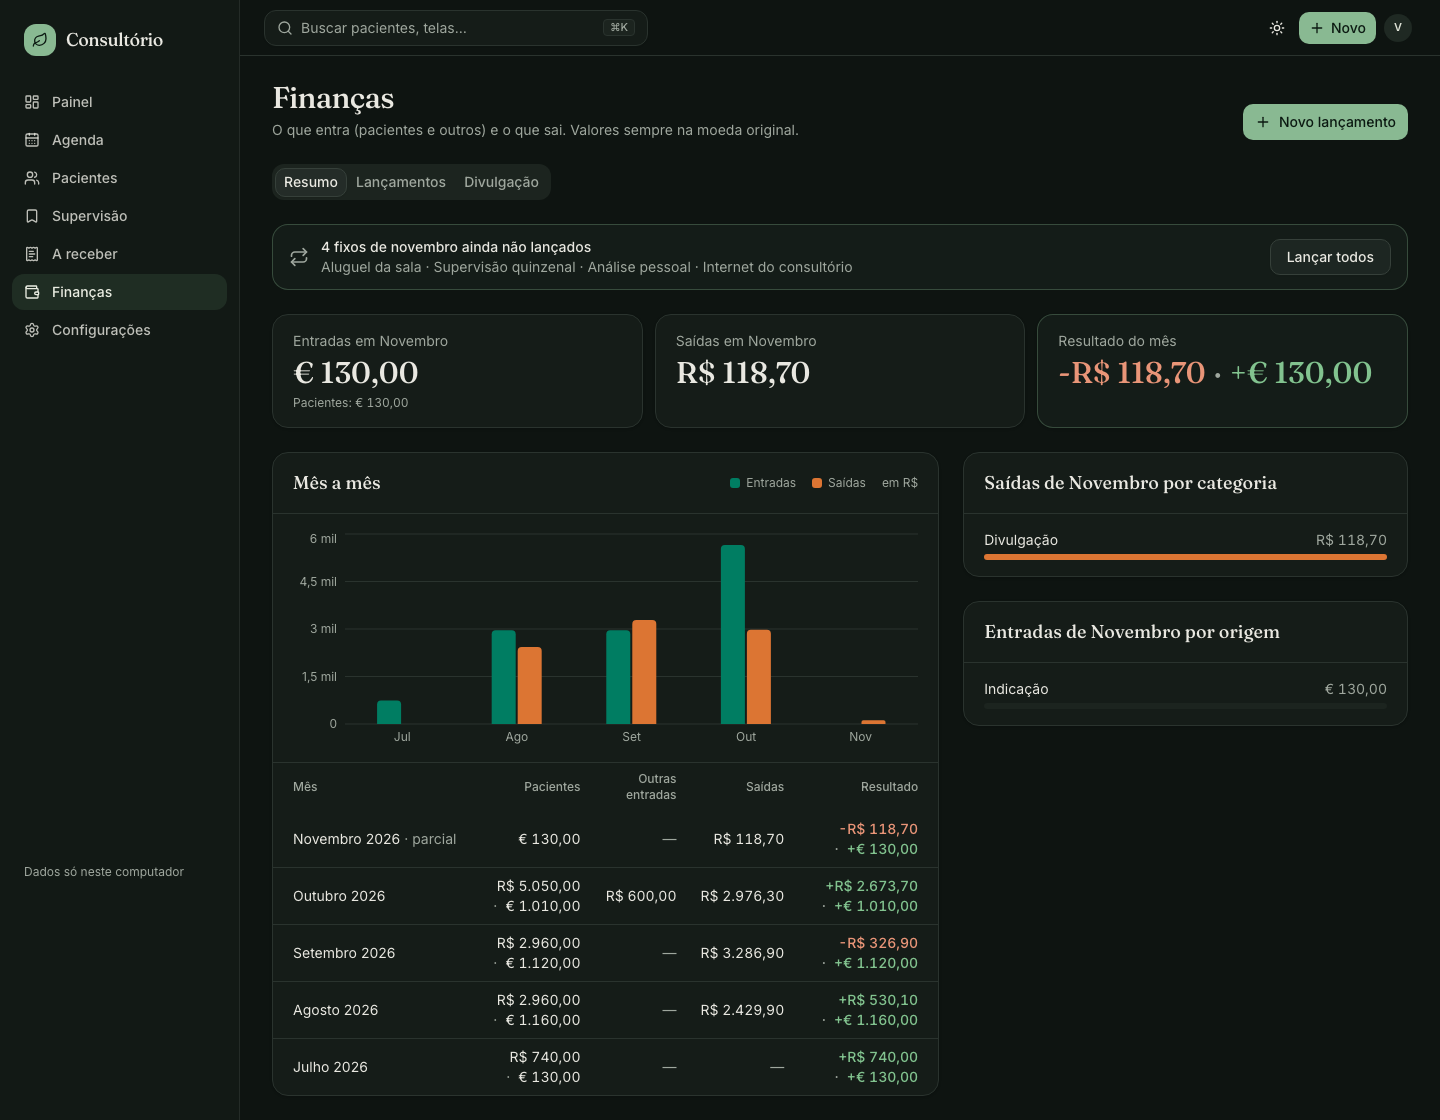 Consultório
Buscar pacientes, telas...
⌘K
Novo
V
Painel
Agenda
Pacientes
Supervisão
A receber
Finanças
Configurações
Dados só neste computador
Finanças
O que entra (pacientes e outros) e o que sai. Valores sempre na moeda original.
Novo lançamento
Resumo
Lançamentos
Divulgação
4 fixos de novembro ainda não lançados
Aluguel da sala · Supervisão quinzenal · Análise pessoal · Internet do consultório
Lançar todos
Entradas em Novembro
€ 130,00
Pacientes: € 130,00
Saídas em Novembro
R$ 118,70
Resultado do mês
-R$ 118,70 · +€ 130,00
Mês a mês
Entradas
Saídas
em R$
6 mil
4,5 mil
3 mil
1,5 mil
0
Jul
Ago
Set
Out
Nov
Mês
Pacientes
Outras
entradas
Saídas
Resultado
Novembro 2026 · parcial
€ 130,00
—
R$ 118,70
-R$ 118,70
· +€ 130,00
Outubro 2026
R$ 5.050,00
· € 1.010,00
R$ 600,00
R$ 2.976,30
+R$ 2.673,70
· +€ 1.010,00
Setembro 2026
R$ 2.960,00
· € 1.120,00
—
R$ 3.286,90
-R$ 326,90
· +€ 1.120,00
Agosto 2026
R$ 2.960,00
· € 1.160,00
—
R$ 2.429,90
+R$ 530,10
· +€ 1.160,00
Julho 2026
R$ 740,00
· € 130,00
—
—
+R$ 740,00
· +€ 130,00
Saídas de Novembro por categoria
Divulgação
R$ 118,70
Entradas de Novembro por origem
Indicação
€ 130,00